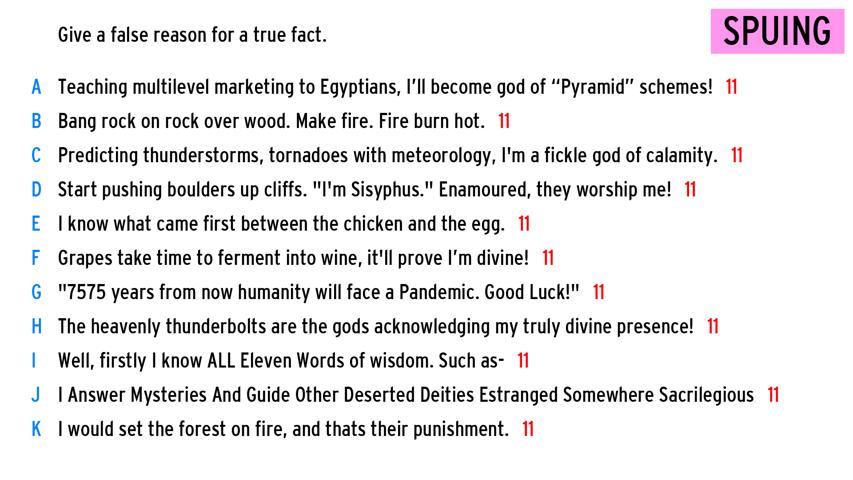 Give a false reason for a true fact.
SPUING
A Teaching multilevel marketing to Egyptians, I'll become god of “Pyramid” schemes! 11
B Bang rock on rock over wood. Make fire. Fire burn hot. 11
C Predicting thunderstorms, tornadoes with meteorology, I'm a fickle god of calamity. 11
D Start pushing boulders up cliffs. "I'm Sisyphus." Enamoured, they worship me! 11
E I know what came first between the chicken and the egg. 11
F Grapes take time to ferment into wine, it'll prove I’m divine! 11
G "7575 years from now humanity will face a Pandemic. Good Luck!" 11
H The heavenly thunderbolts are the gods acknowledging my truly divine presence! 11
I Well, firstly I know ALL Eleven Words of wisdom. Such as- 11
J I Answer Mysteries And Guide Other Deserted Deities Estranged Somewhere Sacrilegious 11
K I would set the forest on fire, and thats their punishment. 11